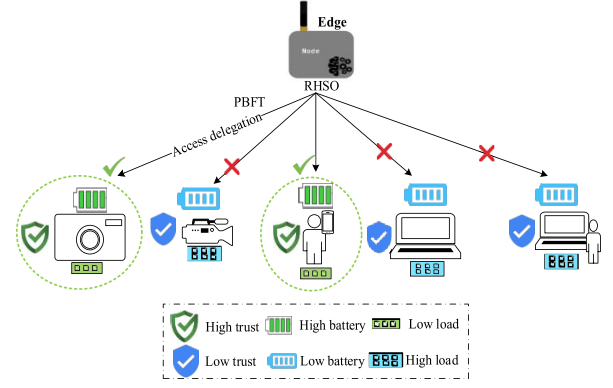 Edge
Node
RHSO
PBFT
Access delegation
High trust High battery Low load
Low trust Low battery High load